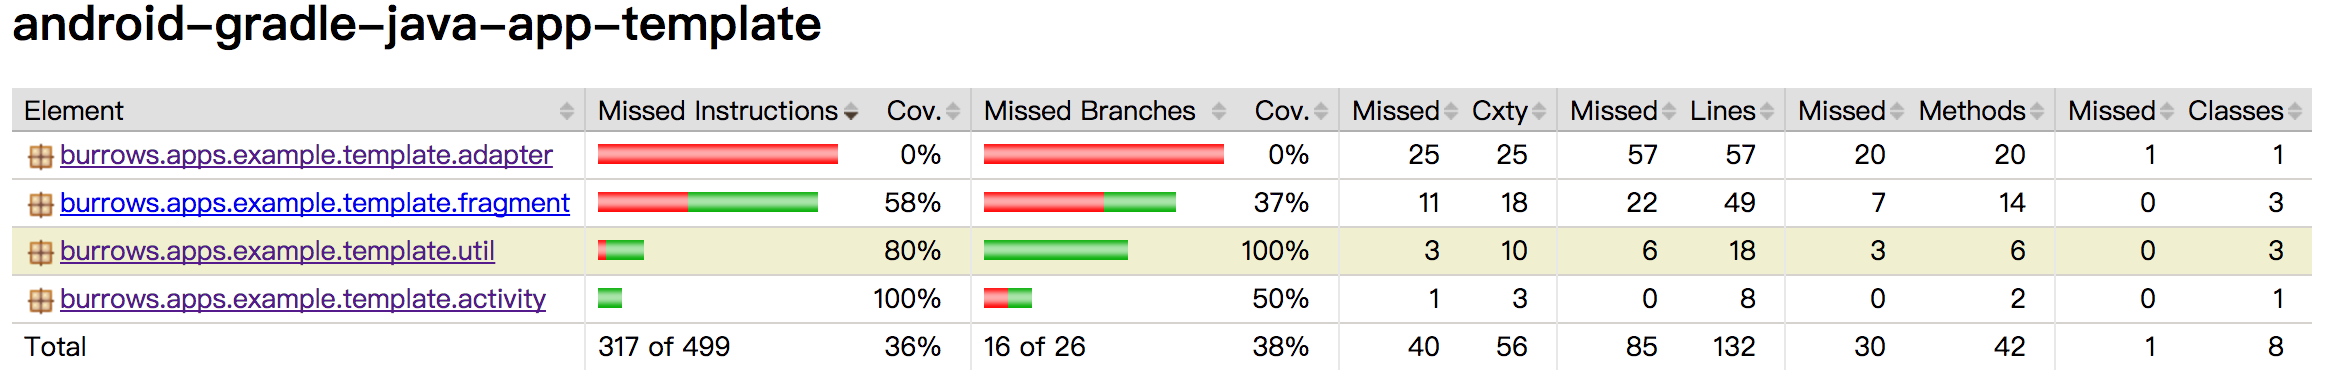 android-gradle-java-app-template
Element Missed Instructions Cov. Missed Branches Cov. Missed Cxty Missed Lines Missed Methods Missed Classes
burrows.apps.example.template.adapter 0% 0% 25 25 57 57 20 20 1 1
burrows.apps.example.template.fragment 58% 37% 11 18 22 49 7 14 0 3
burrows.apps.example.template.util 80% 100% 3 10 6 18 3 6 0 3
burrows.apps.example.template.activity 100% 50% 1 3 0 8 0 2 0 1
Total 317 of 499 36% 16 of 26 38% 40 56 85 132 30 42 1 8